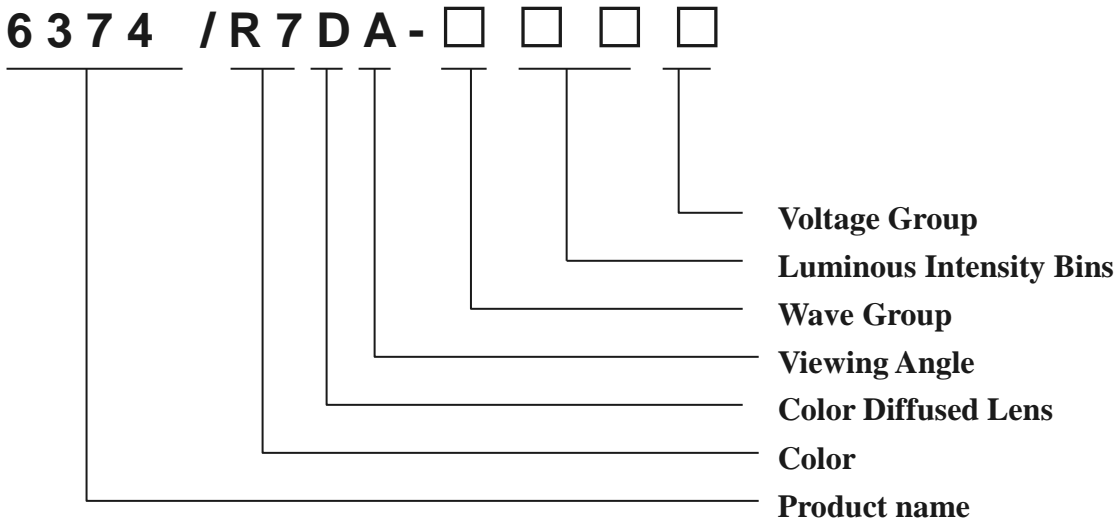 6374 /R7DA-□ □ □ □
Voltage Group
Luminous Intensity Bins
Wave Group
Viewing Angle
Color Diffused Lens
Color
Product name